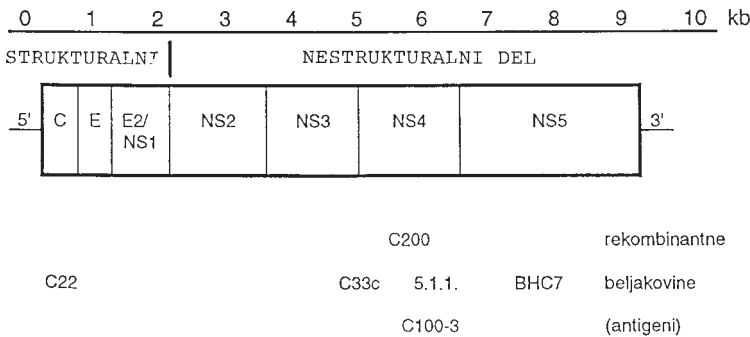 0 1 2 3 4 5 6 7 8 9 10 kb
STRUKTURALNI NESTRUKTURALNI DEL
5' C E E2/ NS2 NS3 NS4 NS5 3'
NS1
C200 rekombinantne
C22 C33c 5.1.1. BHC7 beljakovine
C100-3 (antigeni)